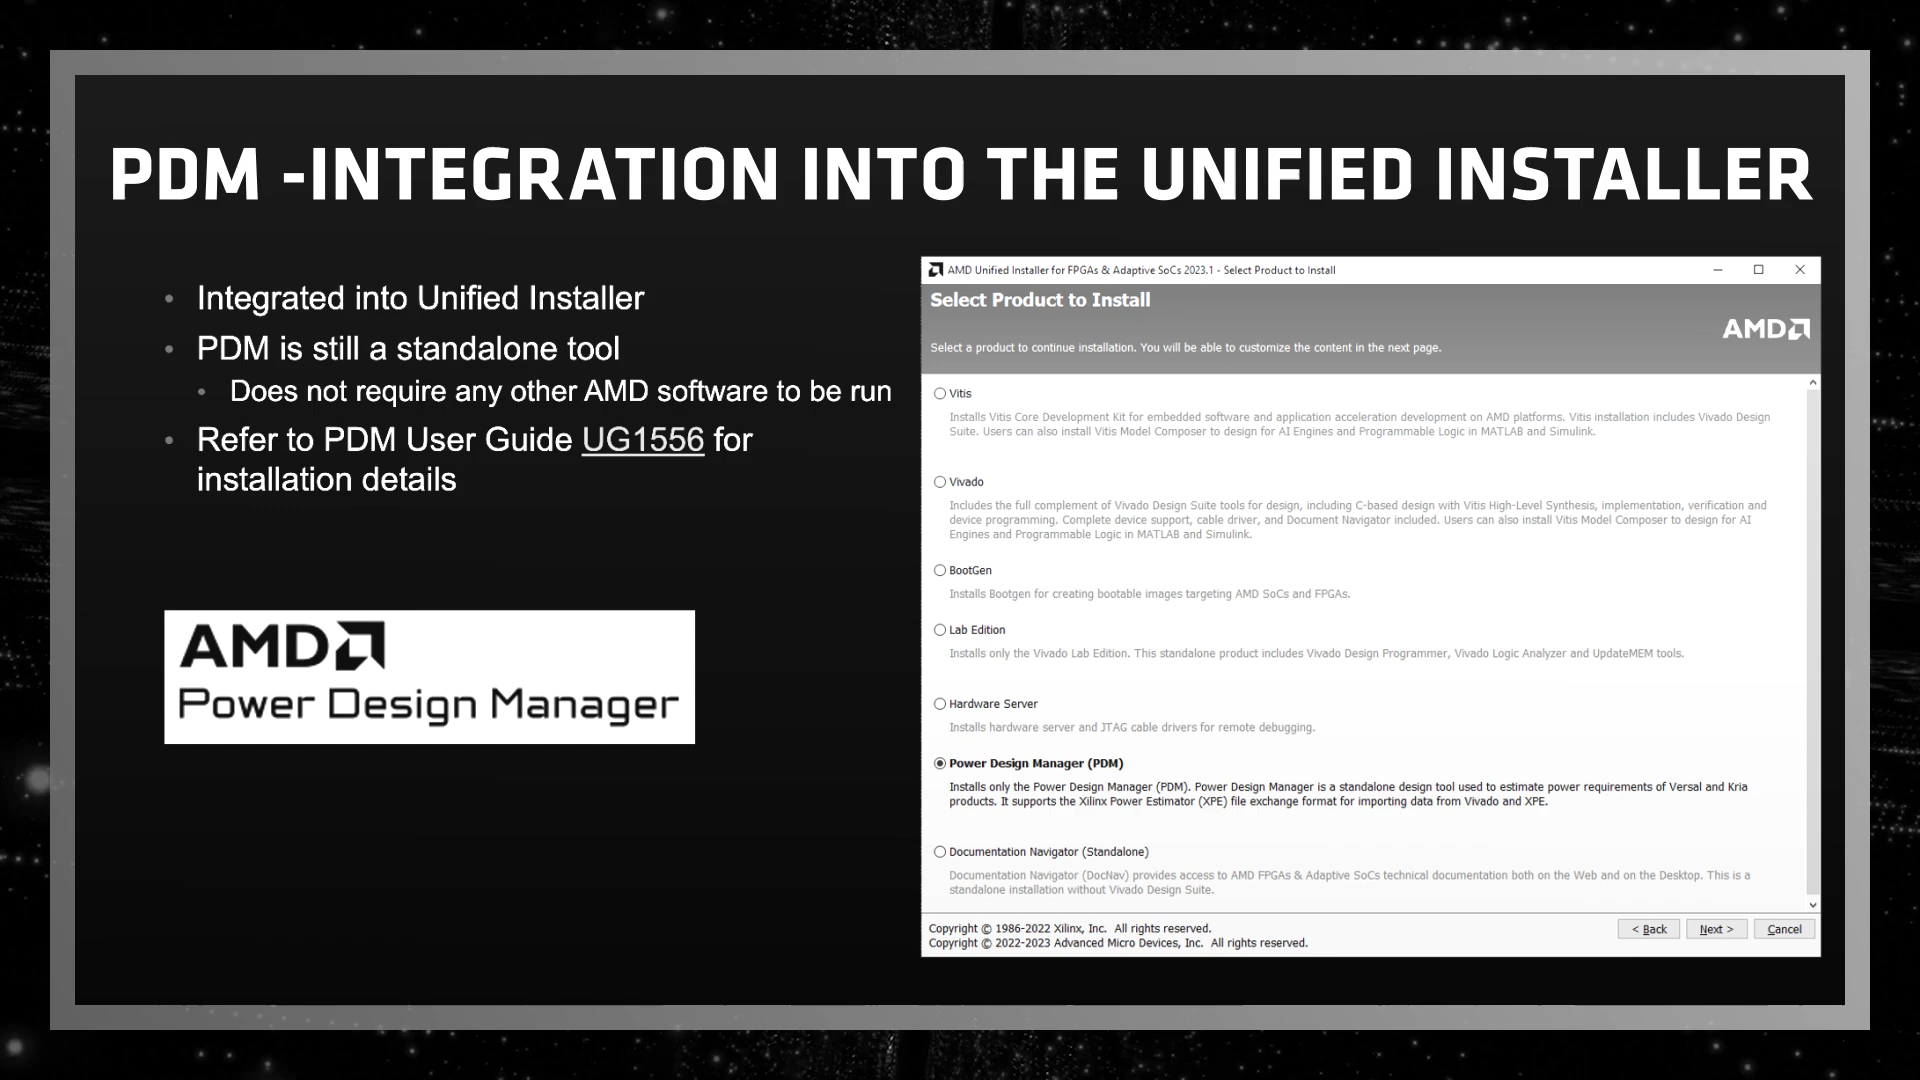 PDM -INTEGRATION INTO THE UNIFIED INSTALLER
• Integrated into Unified Installer
• PDM is still a standalone tool
• Does not require any other AMD software to be run
• Refer to PDM User Guide UG1556 for
installation details
AMD
Power Design Manager
AMD Unified Installer for FPGAs & Adaptive SoCs 2023.1 - Select Product to Install
Select Product to Install
AMD
Select a product to continue installation. You will be able to customize the content in the next page.
Vitis
Installs Vitis Core Development Kit for embedded software and application acceleration development on AMD platforms. Vitis installation includes Vivado Design
Suite. Users can also install Vitis Model Composer to design for AI Engines and Programmable Logic in MATLAB and Simulink.
Vivado
Includes the full complement of Vivado Design Suite tools for design, including C-based design with Vitis High-Level Synthesis, implementation, verification and
device programming. Complete device support, cable driver, and Document Navigator included. Users can also install Vitis Model Composer to design for AI
Engines and Programmable Logic in MATLAB and Simulink.
BootGen
Installs Bootgen for creating bootable images targeting AMD SoCs and FPGAs.
Lab Edition
Installs only the Vivado Lab Edition. This standalone product includes Vivado Design Programmer, Vivado Logic Analyzer and UpdateMEM tools.
Hardware Server
Installs hardware server and JTAG cable drivers for remote debugging.
Power Design Manager (PDM)
Installs only the Power Design Manager (PDM). Power Design Manager is a standalone design tool used to estimate power requirements of Versal and Kria
products. It supports the Xilinx Power Estimator (XPE) file exchange format for importing data from Vivado and XPE.
Documentation Navigator (Standalone)
Documentation Navigator (DocNav) provides access to AMD FPGAs & Adaptive SoCs technical documentation both on the Web and on the Desktop. This is a
standalone installation without Vivado Design Suite.
Copyright © 1986-2022 Xilinx, Inc. All rights reserved.
Copyright © 2022-2023 Advanced Micro Devices, Inc. All rights reserved.
< Back Next > Cancel